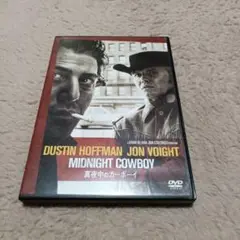 DUSTIN HOFFMAN JON VOIGHT
MIDNIGHT COWBOY
真夜中のカーボーイ
DVD